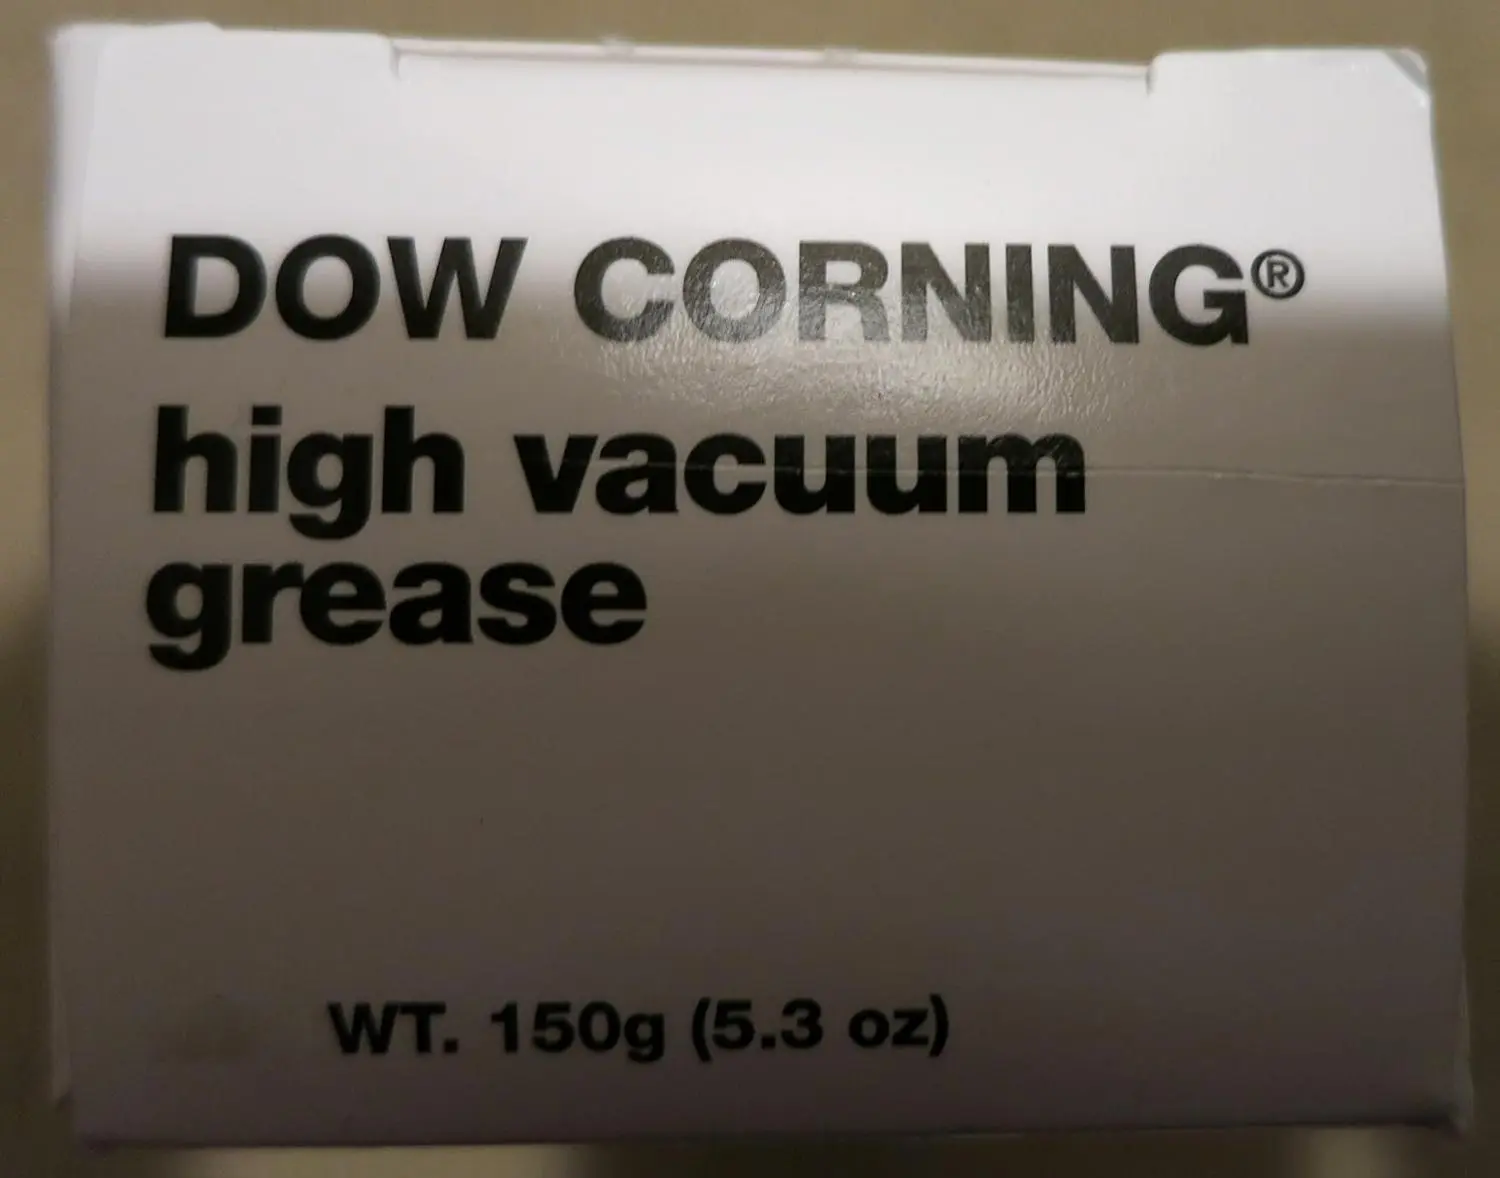 DOW CORNING®
high vacuum
grease
WT. 150g (5.3 oz)